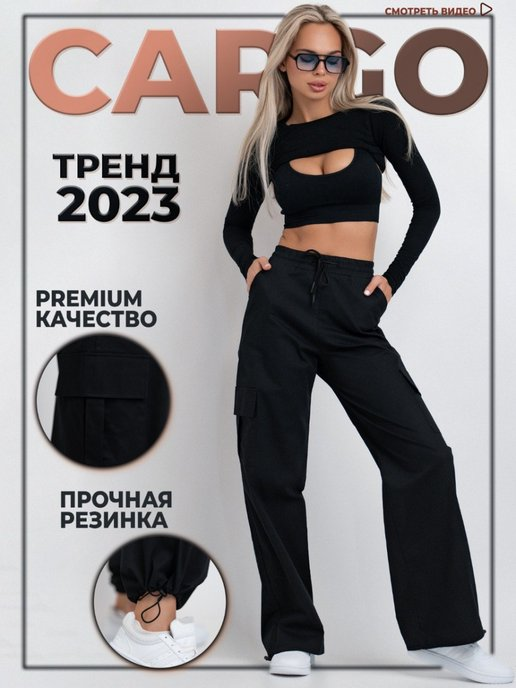 СМОТРЕТЬ ВИДЕО
CARGO
ТРЕНД
2023
PREMIUM
КАЧЕСТВО
ПРОЧНАЯ
РЕЗИНКА